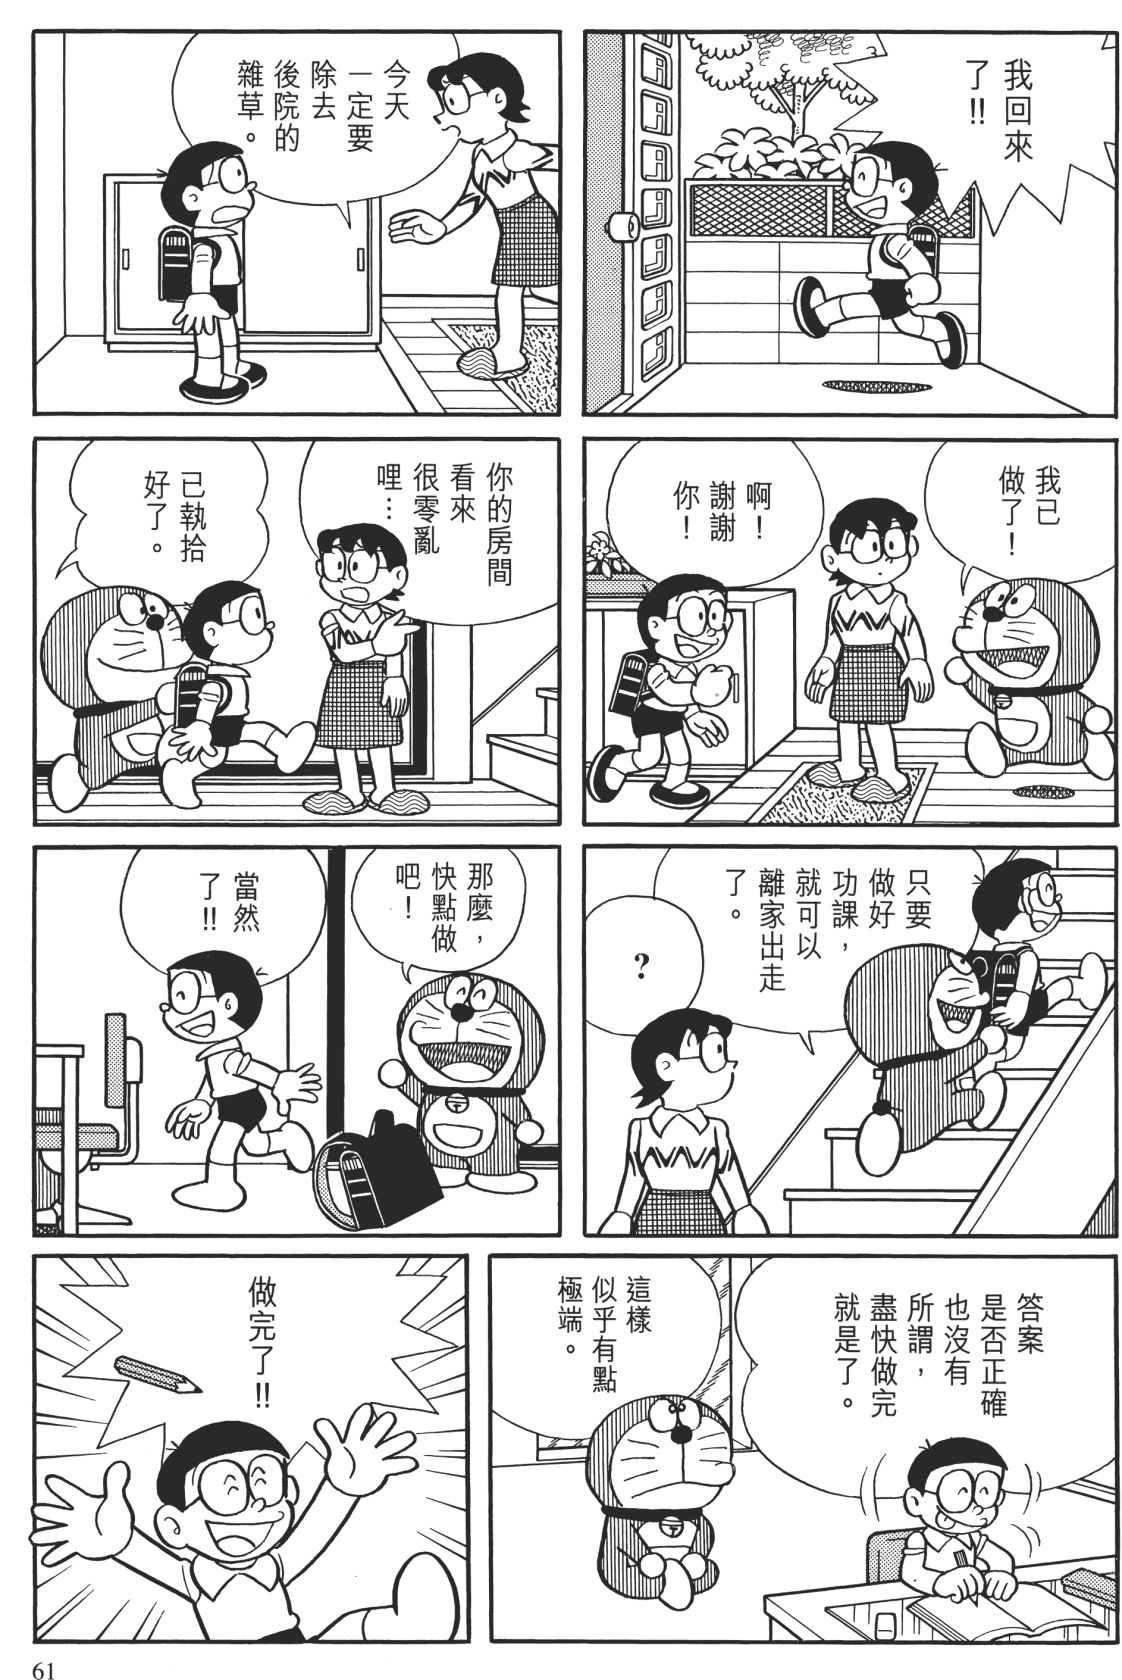 我回來
了!!
今天
一定要
除去
後院的
雜草。
我已
做了！
啊！
謝謝
你！
你的房間
看來
很零亂
哩…
已執拾
好了。
只要
做好
功課，
就可以
離家出走
了。
?
那麼，
快點做
吧！
當然
了!!
答案
是否正確
也沒有
所謂，
盡快做完
就是了。
這樣
似乎有點
極端。
做完了!!
61